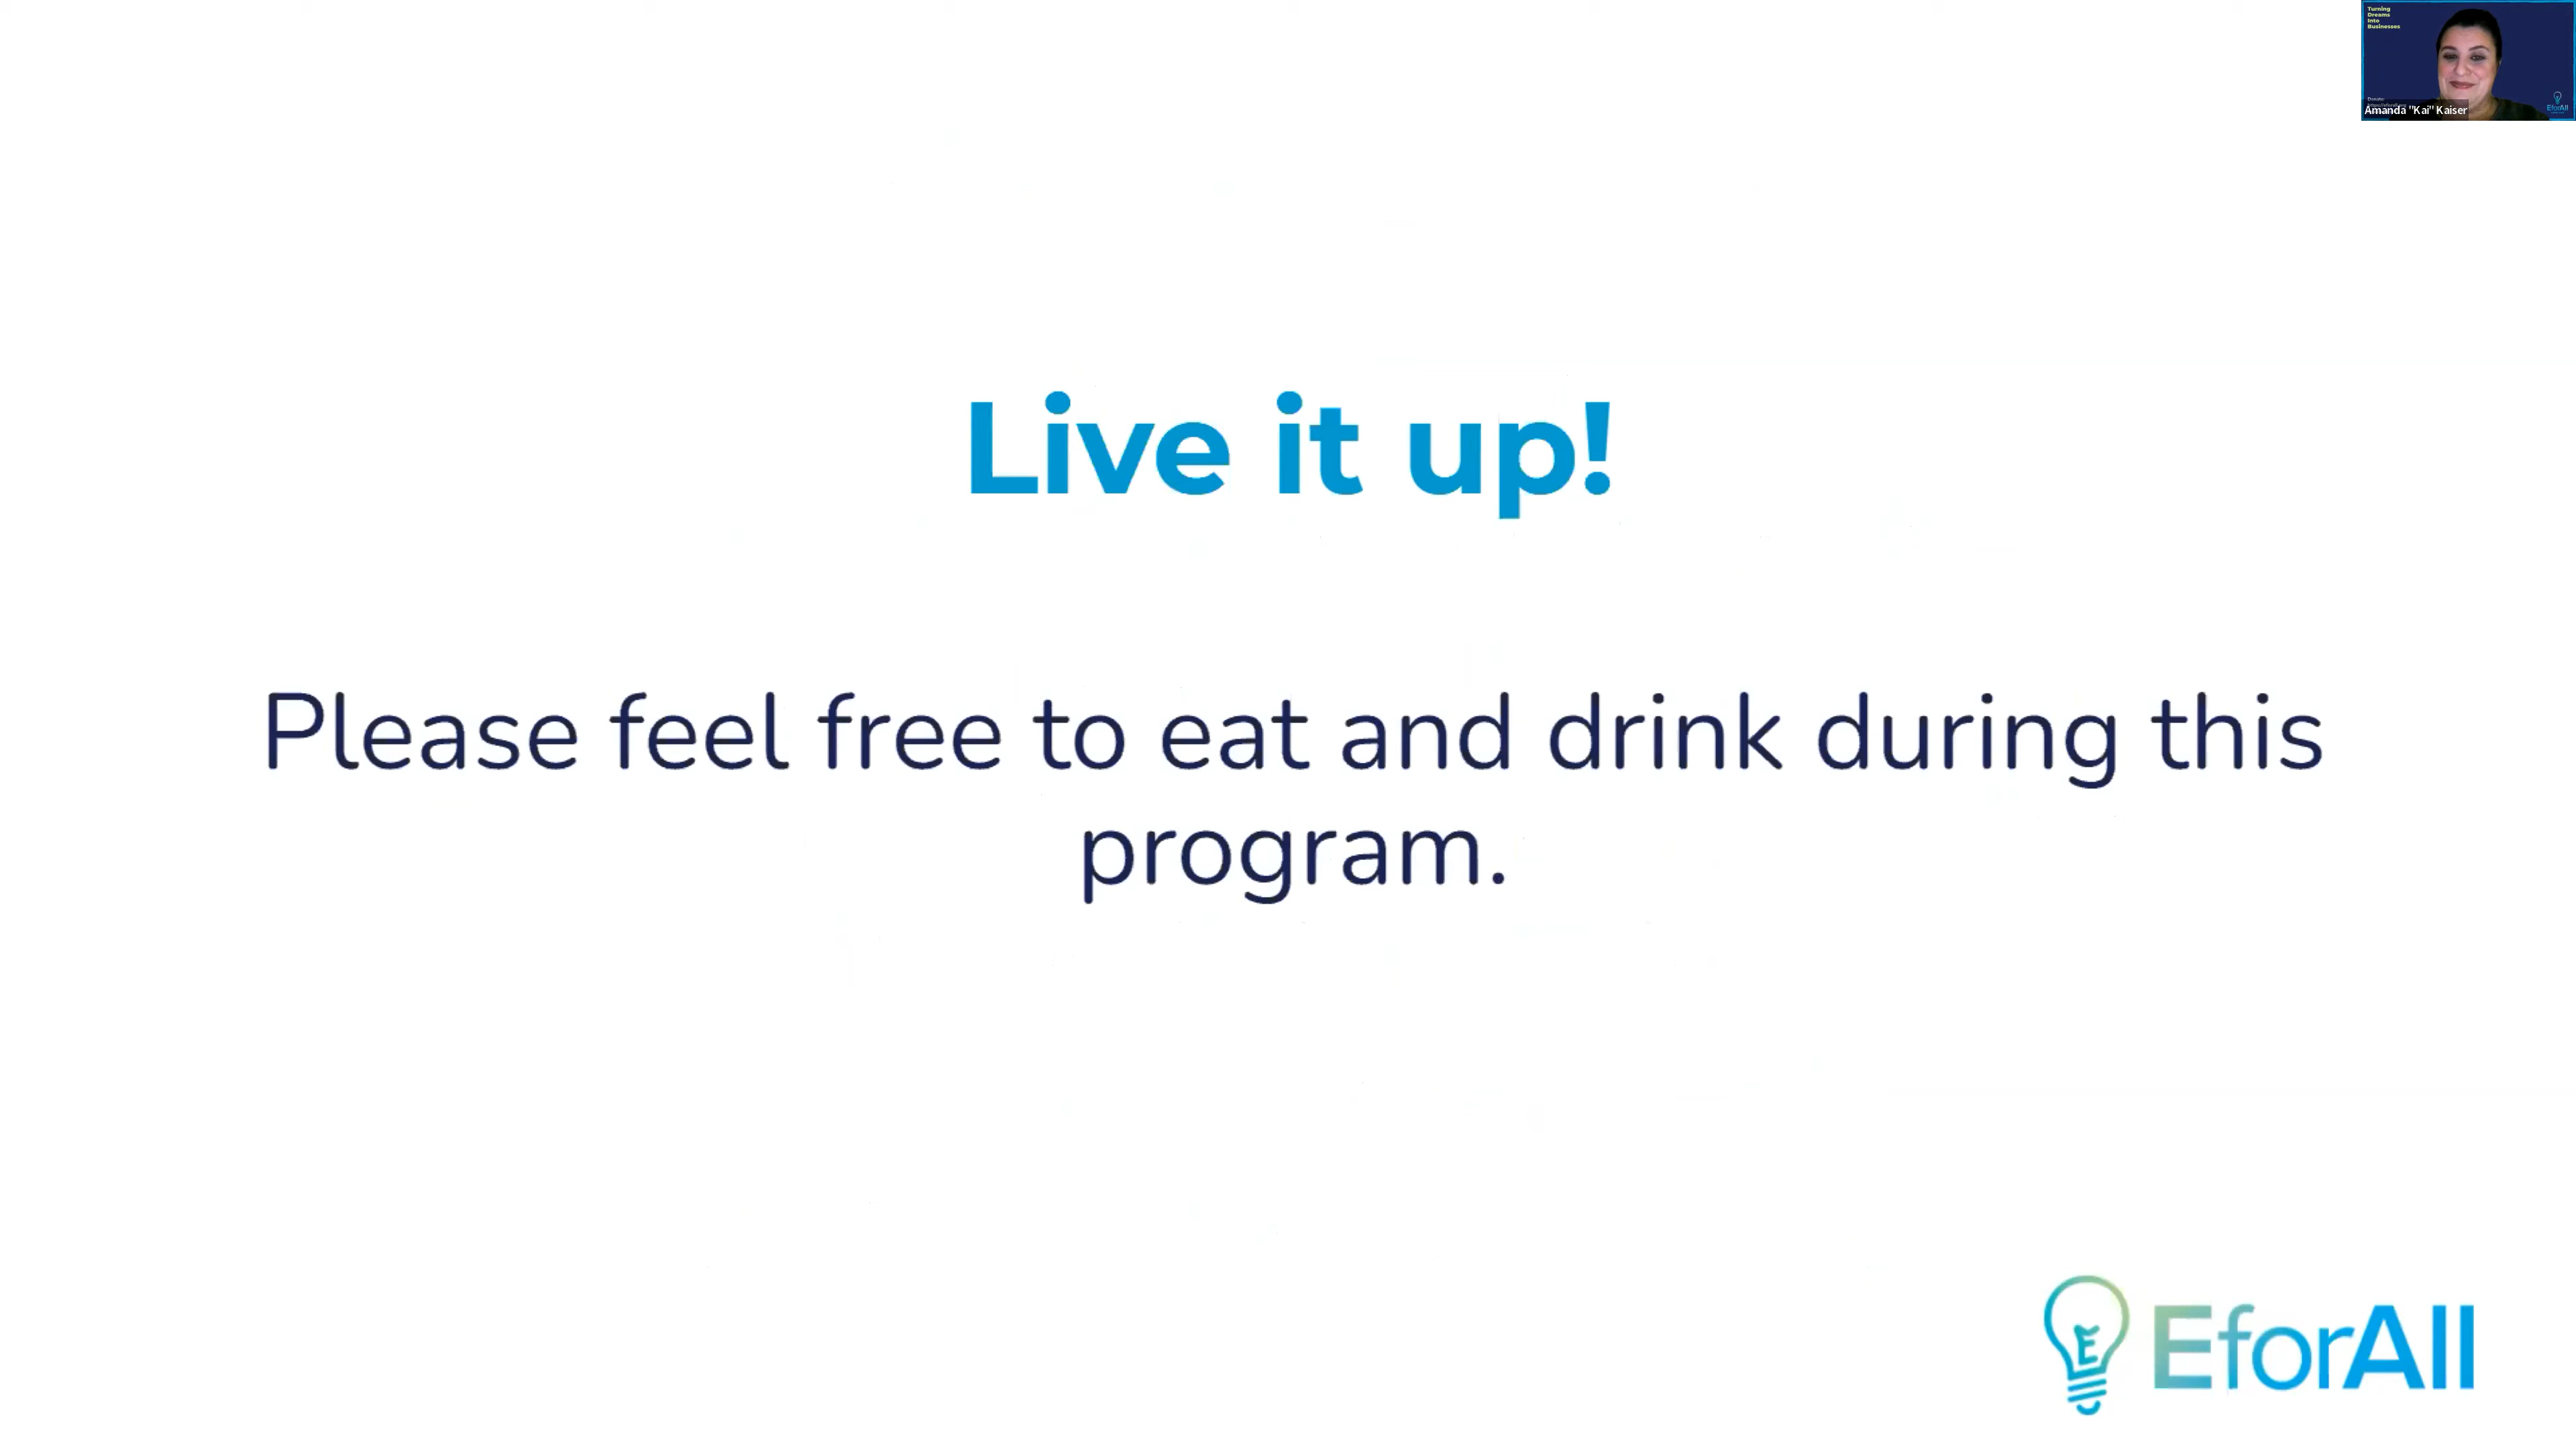 Turning
Dreams
Into
Businesses
Amanda "Kai" Kaiser
EforAll
Live it up!
Please feel free to eat and drink during this
program.
E
EforAll